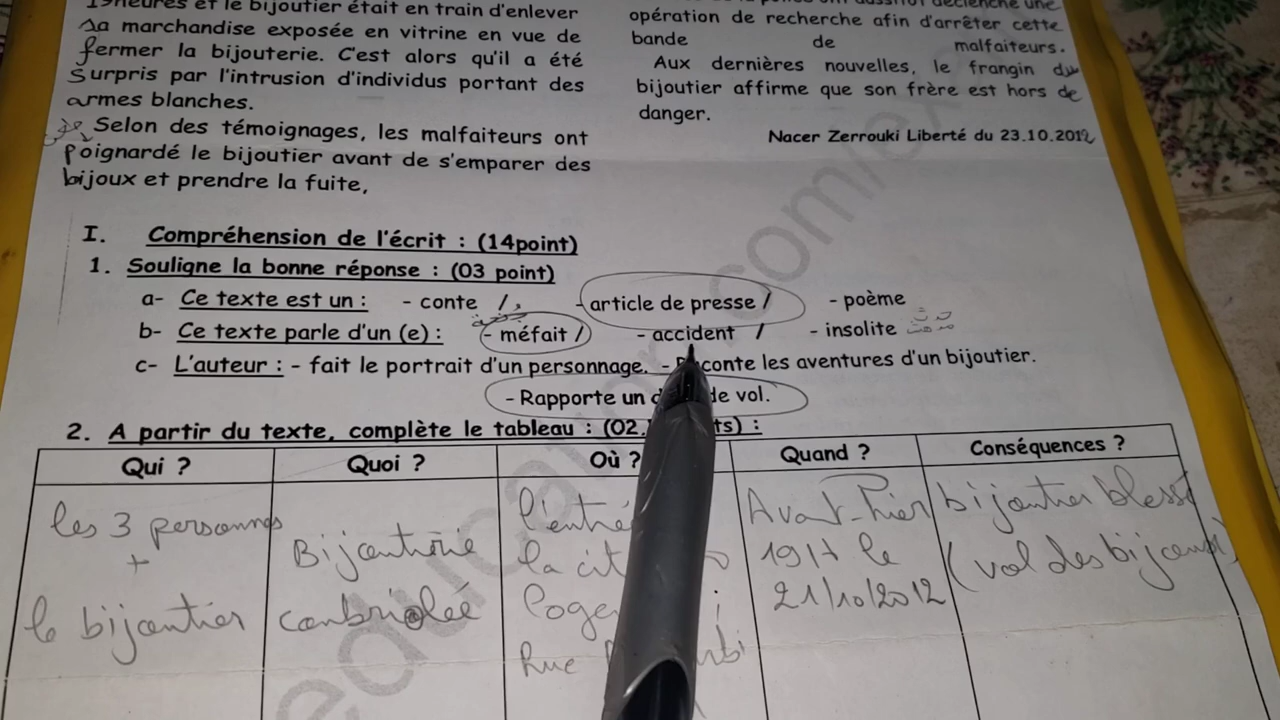 19heures et le bijoutier était en train d'enlever
sa marchandise exposée en vitrine en vue de
fermer la bijouterie. C'est alors qu'il a été
surpris par l'intrusion d'individus portant des
armes blanches.
Selon des témoignages, les malfaiteurs ont
poignardé le bijoutier avant de s'emparer des
bijoux et prendre la fuite,
déclenché une
opération de recherche afin d'arrêter cette
bande de malfaiteurs.
Aux dernières nouvelles, le frangin du
bijoutier affirme que son frère est hors de
danger.
Nacer Zerrouki Liberté du 23.10.2012
I. Compréhension de l'écrit : (14point)
1. Souligne la bonne réponse : (03 point)
a- Ce texte est un : - conte / - article de presse / - poème
b- Ce texte parle d'un (e) : - méfait / - accident / - insolite
c- L'auteur : - fait le portrait d'un personnage. - conte les aventures d'un bijoutier.
- Rapporte un de vol.
2. A partir du texte, complète le tableau : (02
Qui ? Quoi ? Où ? Quand ? Conséquences ?
les 3 personnes
+
le bijoutier
Bijouterie
cambriolée
la cit
Rue
Avant-hier
19H le
21/10/2012
bijoutier blessé
(vol des bijoux)